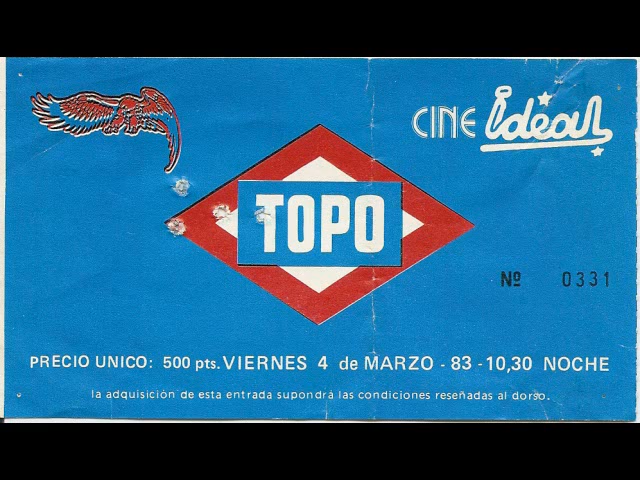 CINE Ideal
TOPO
Nº 0331
PRECIO UNICO: 500 pts. VIERNES 4 de MARZO - 83 - 10,30 NOCHE
la adquisición de esta entrada supondrá las condiciones reseñadas al dorso.